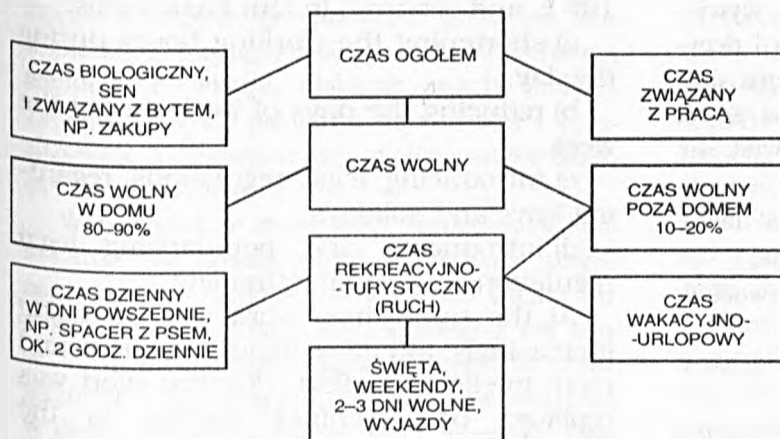 CZAS OGÓŁEM
CZAS BIOLOGICZNY,
SEN
I ZWIĄZANY Z BYTEM,
NP. ZAKUPY
CZAS
ZWIĄZANY
Z PRACĄ
CZAS WOLNY
CZAS WOLNY
W DOMU
80–90%
CZAS WOLNY
POZA DOMEM
10–20%
CZAS
REKREACYJNO-
-TURYSTYCZNY
(RUCH)
CZAS DZIENNY
W DNI POWSZEDNIE,
NP. SPACER Z PSEM,
OK. 2 GODZ. DZIENNIE
CZAS
WAKACYJNO-
-URLOPOWY
ŚWIĘTA,
WEEKENDY,
2–3 DNI WOLNE,
WYJAZDY